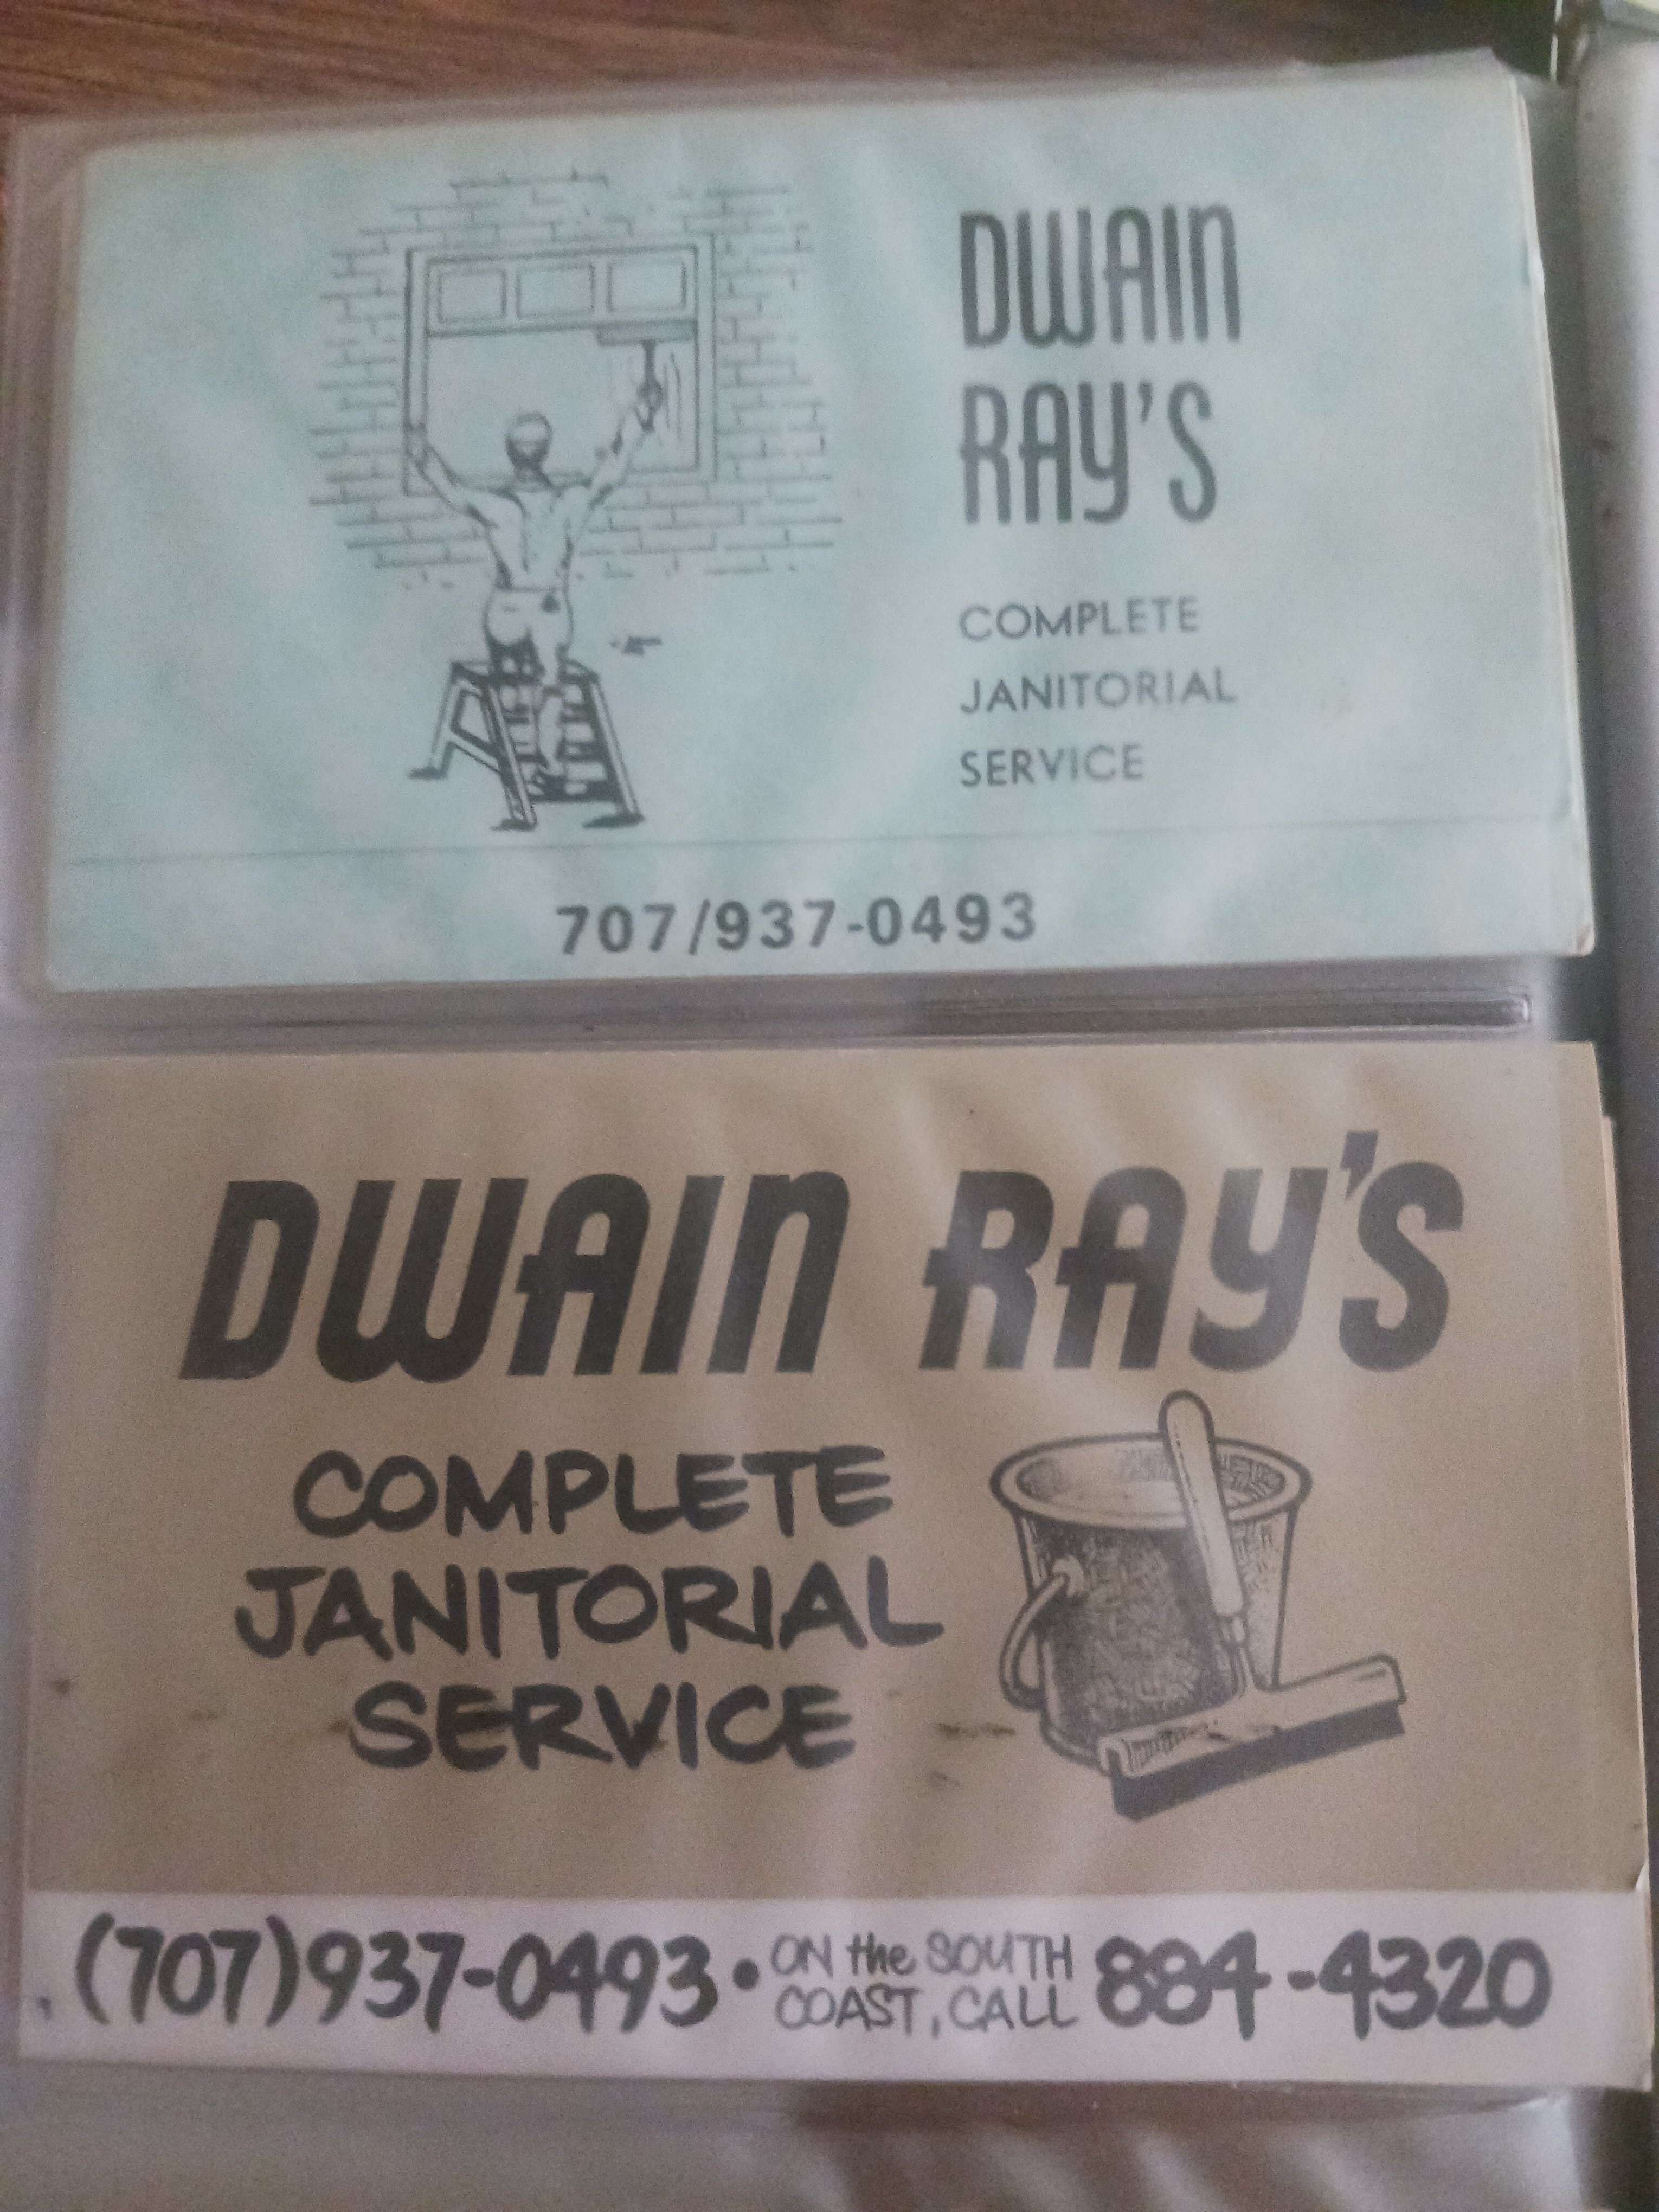 DWAIN
RAY'S
COMPLETE
JANITORIAL
SERVICE
707/937-0493
DWAIN RAY'S
COMPLETE
JANITORIAL
SERVICE
(707)937-0493 • ON the SOUTH
COAST, CALL 884-4320